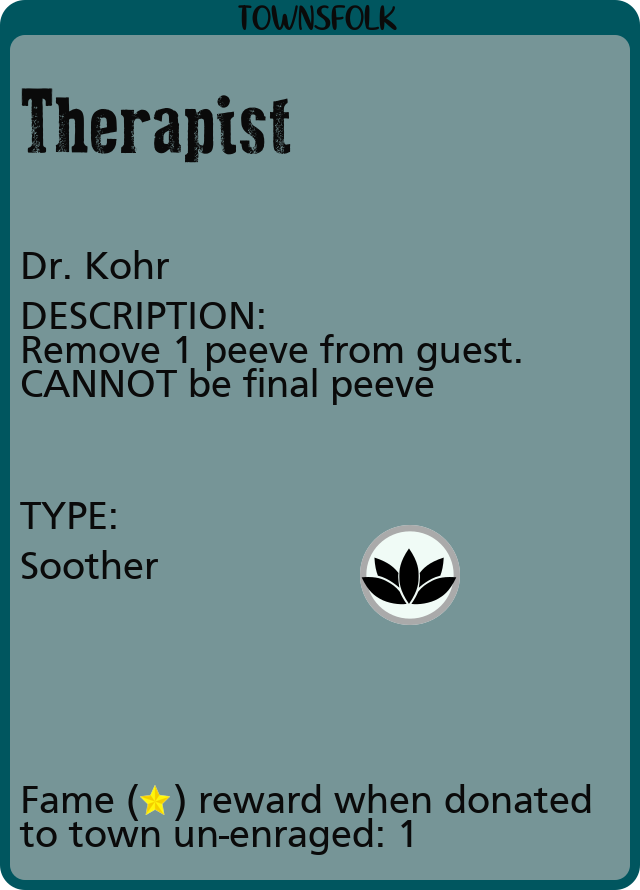 TOWNSFOLK
Therapist
Dr. Kohr
DESCRIPTION:
Remove 1 peeve from guest.
CANNOT be final peeve
TYPE:
Soother
Fame (⭐) reward when donated
to town un-enraged: 1